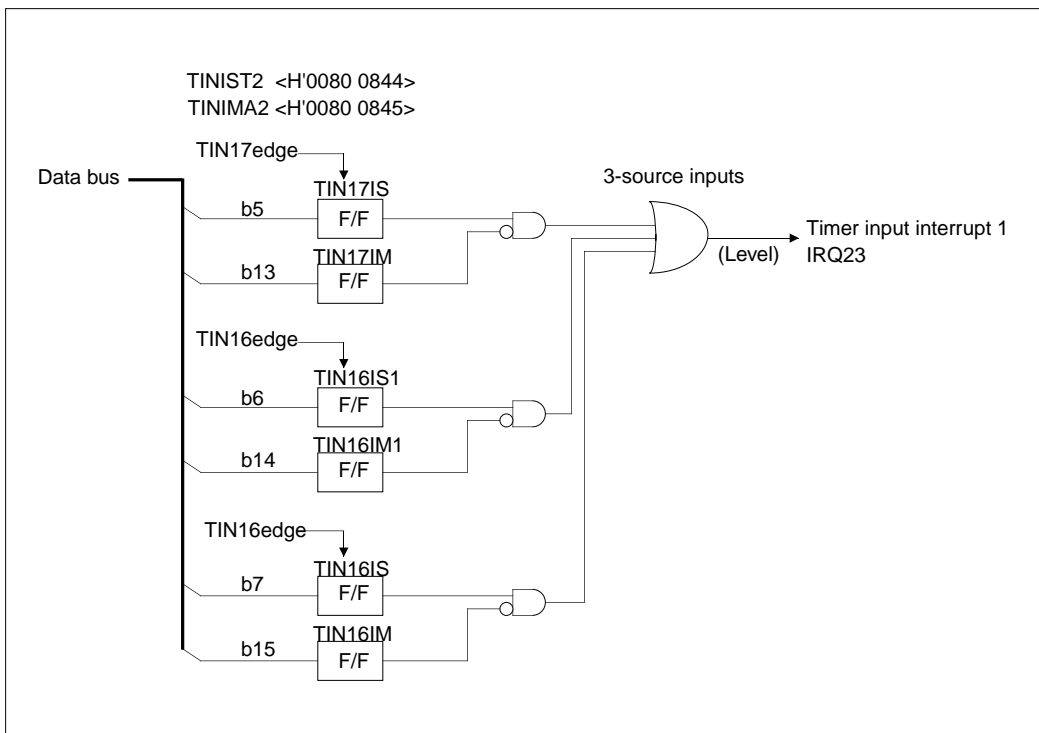 TINIST2 <H'0080 0844>
TINIMA2 <H'0080 0845>
TIN17edge
Data bus
TIN17IS
3-source inputs
b5
F/F
Timer input interrupt 1
(Level)
IRQ23
TIN17IM
b13
F/F
TIN16edge
TIN16IS1
b6
F/F
TIN16IM1
b14
F/F
TIN16edge
TIN16IS
b7
F/F
TIN16IM
b15
F/F